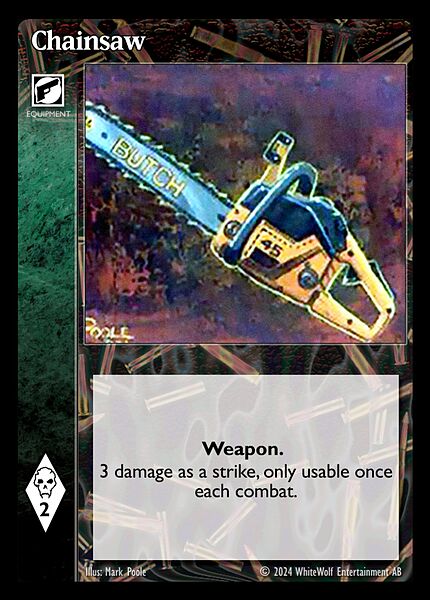 Chainsaw
EQUIPMENT
BUTCH
45
POOLE
Weapon.
3 damage as a strike, only usable once
each combat.
2
Illus: Mark Poole
© 2024 WhiteWolf Entertainment AB